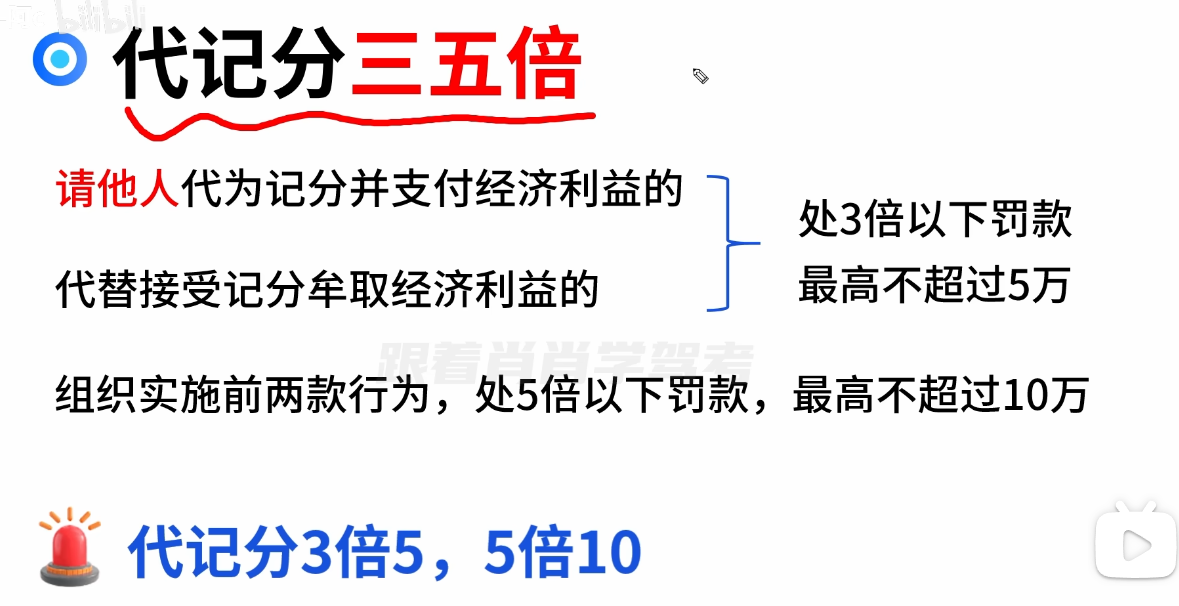 bilibili
代记分三五倍
请他人代为记分并支付经济利益的
处3倍以下罚款
代替接受记分牟取经济利益的
最高不超过5万
跟着肖肖学驾考
组织实施前两款行为，处5倍以下罚款，最高不超过10万
代记分3倍5，5倍10